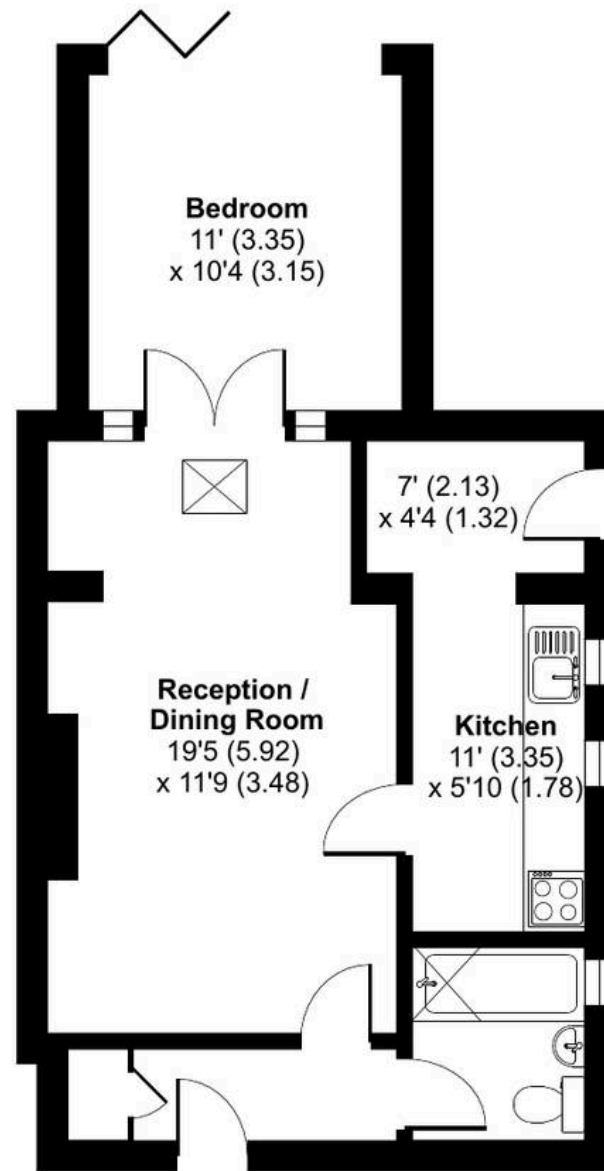 Bedroom
11' (3.35)
x 10'4 (3.15)
7' (2.13)
x 4'4 (1.32)
Reception /
Dining Room
19'5 (5.92)
x 11'9 (3.48)
Kitchen
11' (3.35)
x 5'10 (1.78)